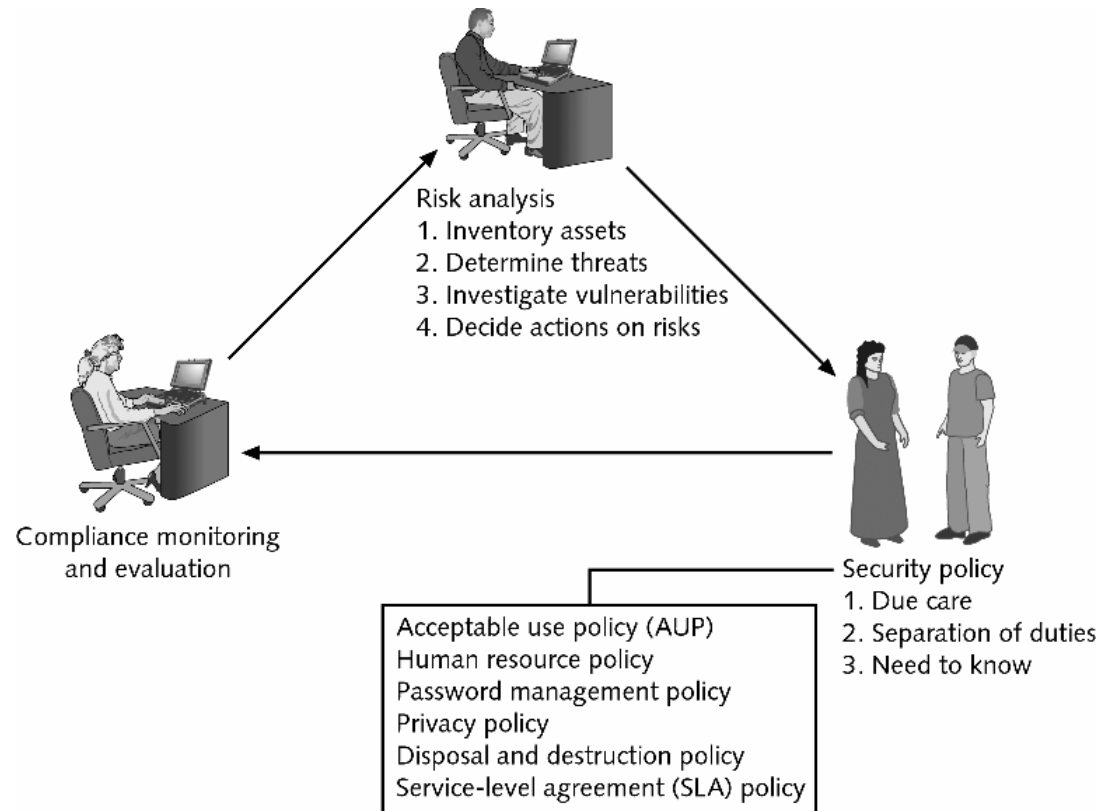 Risk analysis
1. Inventory assets
2. Determine threats
3. Investigate vulnerabilities
4. Decide actions on risks
Compliance monitoring
and evaluation
Security policy
1. Due care
2. Separation of duties
3. Need to know
Acceptable use policy (AUP)
Human resource policy
Password management policy
Privacy policy
Disposal and destruction policy
Service-level agreement (SLA) policy